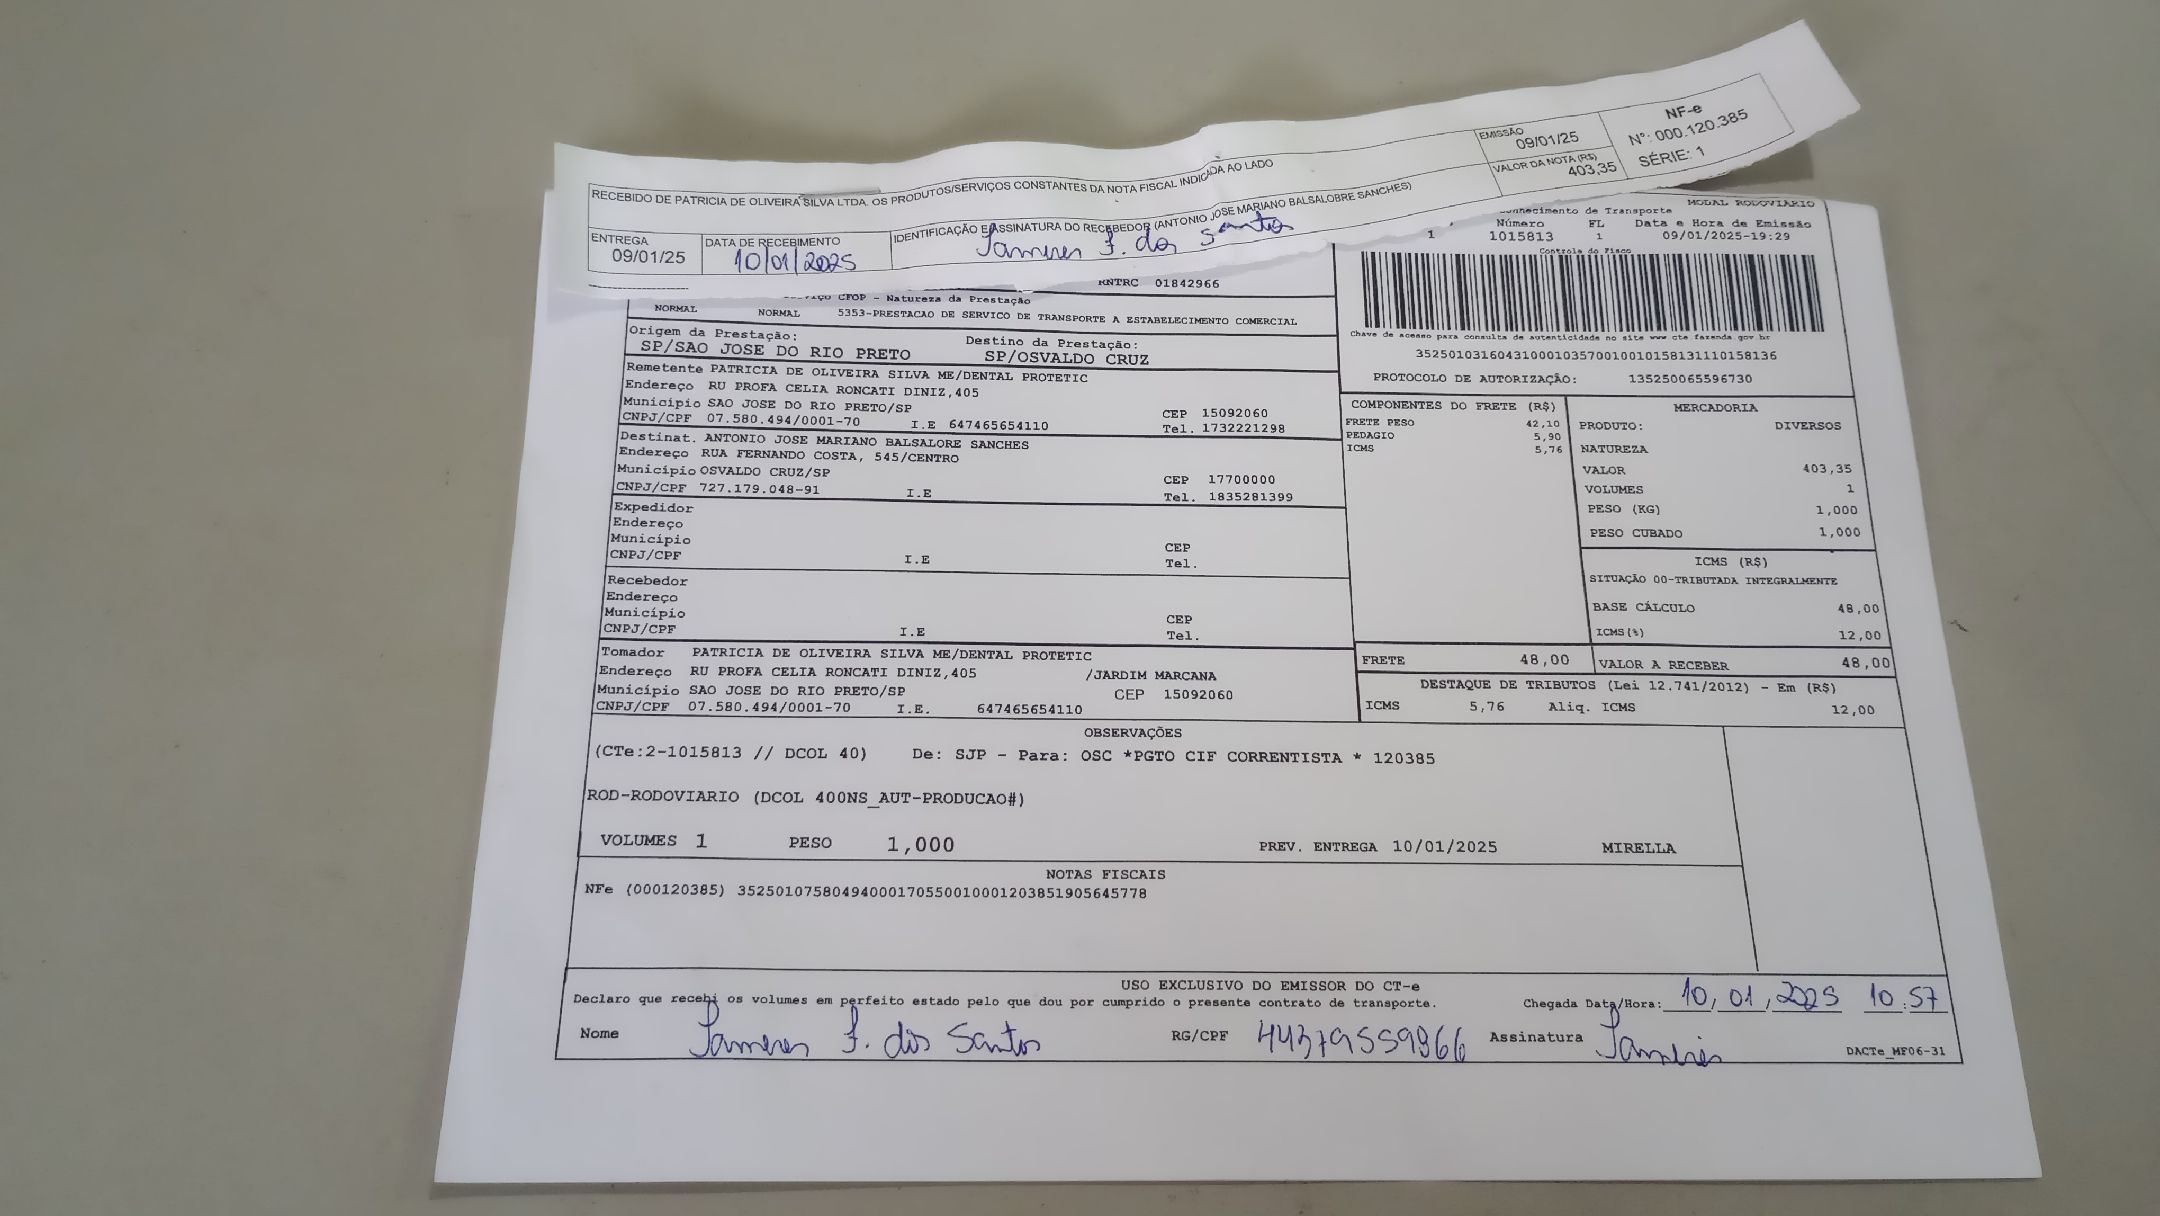 RECEBIDO DE PATRICIA DE OLIVEIRA SILVA LTDA. OS PRODUTOS/SERVIÇOS CONSTANTES DA NOTA FISCAL INDICADA AO LADO
EMISSÃO
09/01/25
VALOR DA NOTA (R$)
403,35
NF-e
Nº: 000.120.385
SÉRIE: 1
ENTREGA
09/01/25
DATA DE RECEBIMENTO
10/01/2025
IDENTIFICAÇÃO E ASSINATURA DO RECEBEDOR (ANTONIO JOSE MARIANO BALSALOBRE SANCHES)
F. dos Santos
MODAL RODOVIÁRIO
Conhecimento de Transporte
Número FL Data e Hora de Emissão
1 1015813 1 09/01/2025-19:29
Controle do Fisco
Chave de acesso para consulta de autenticidade no site www cte fazenda gov br
35250103160431000103570010010158131110158136
PROTOCOLO DE AUTORIZAÇÃO: 135250065596730
RNTRC 01842966
CFOP - Natureza da Prestação
NORMAL NORMAL 5353-PRESTACAO DE SERVICO DE TRANSPORTE A ESTABELECIMENTO COMERCIAL
Origem da Prestação: Destino da Prestação:
SP/SAO JOSE DO RIO PRETO SP/OSVALDO CRUZ
Remetente PATRICIA DE OLIVEIRA SILVA ME/DENTAL PROTETIC
Endereço RU PROFA CELIA RONCATI DINIZ,405
Município SAO JOSE DO RIO PRETO/SP CEP 15092060
CNPJ/CPF 07.580.494/0001-70 I.E 647465654110 Tel. 1732221298
Destinat. ANTONIO JOSE MARIANO BALSALORE SANCHES
Endereço RUA FERNANDO COSTA, 545/CENTRO
Município OSVALDO CRUZ/SP CEP 17700000
CNPJ/CPF 727.179.048-91 I.E Tel. 1835281399
Expedidor
Endereço
Município CEP
CNPJ/CPF I.E Tel.
Recebedor
Endereço
Município CEP
CNPJ/CPF I.E Tel.
Tomador PATRICIA DE OLIVEIRA SILVA ME/DENTAL PROTETIC
Endereço RU PROFA CELIA RONCATI DINIZ,405 /JARDIM MARCANA
Município SAO JOSE DO RIO PRETO/SP CEP 15092060
CNPJ/CPF 07.580.494/0001-70 I.E. 647465654110
COMPONENTES DO FRETE (R$)
FRETE PESO 42,10
PEDAGIO 5,90
ICMS 5,76
MERCADORIA
PRODUTO: DIVERSOS
NATUREZA
VALOR 403,35
VOLUMES 1
PESO (KG) 1,000
PESO CUBADO 1,000
ICMS (R$)
SITUAÇÃO 00-TRIBUTADA INTEGRALMENTE
BASE CÁLCULO 48,00
ICMS(%) 12,00
FRETE 48,00 VALOR A RECEBER 48,00
DESTAQUE DE TRIBUTOS (Lei 12.741/2012) - Em (R$)
ICMS 5,76 Aliq. ICMS 12,00
OBSERVAÇÕES
(CTe:2-1015813 // DCOL 40) De: SJP - Para: OSC *PGTO CIF CORRENTISTA * 120385
ROD-RODOVIARIO (DCOL 400NS_AUT-PRODUCAO#)
VOLUMES 1 PESO 1,000 PREV. ENTREGA 10/01/2025 MIRELLA
NOTAS FISCAIS
NFe (000120385) 35250107580494000170550010001203851905645778
USO EXCLUSIVO DO EMISSOR DO CT-e
Declaro que recebi os volumes em perfeito estado pelo que dou por cumprido o presente contrato de transporte. Chegada Data/Hora: 10, 01, 2025 10:57
Nome F. dos Santos RG/CPF 44379559866 Assinatura
DACTe_MF06-31